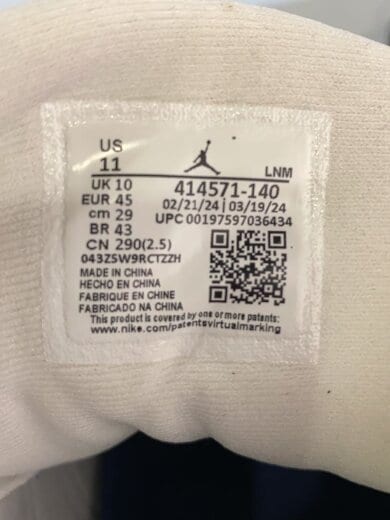 US
11
LNM
UK 10
414571-140
EUR 45
02/21/24 | 03/19/24
cm 29
UPC 00197597036434
BR 43
CN 290(2.5)
043ZSW9RCTZZH
MADE IN CHINA
HECHO EN CHINA
FABRIQUE EN CHINE
FABRICADO NA CHINA
This product is covered by one or more patents:
www.nike.com/patentsvirtualmarking